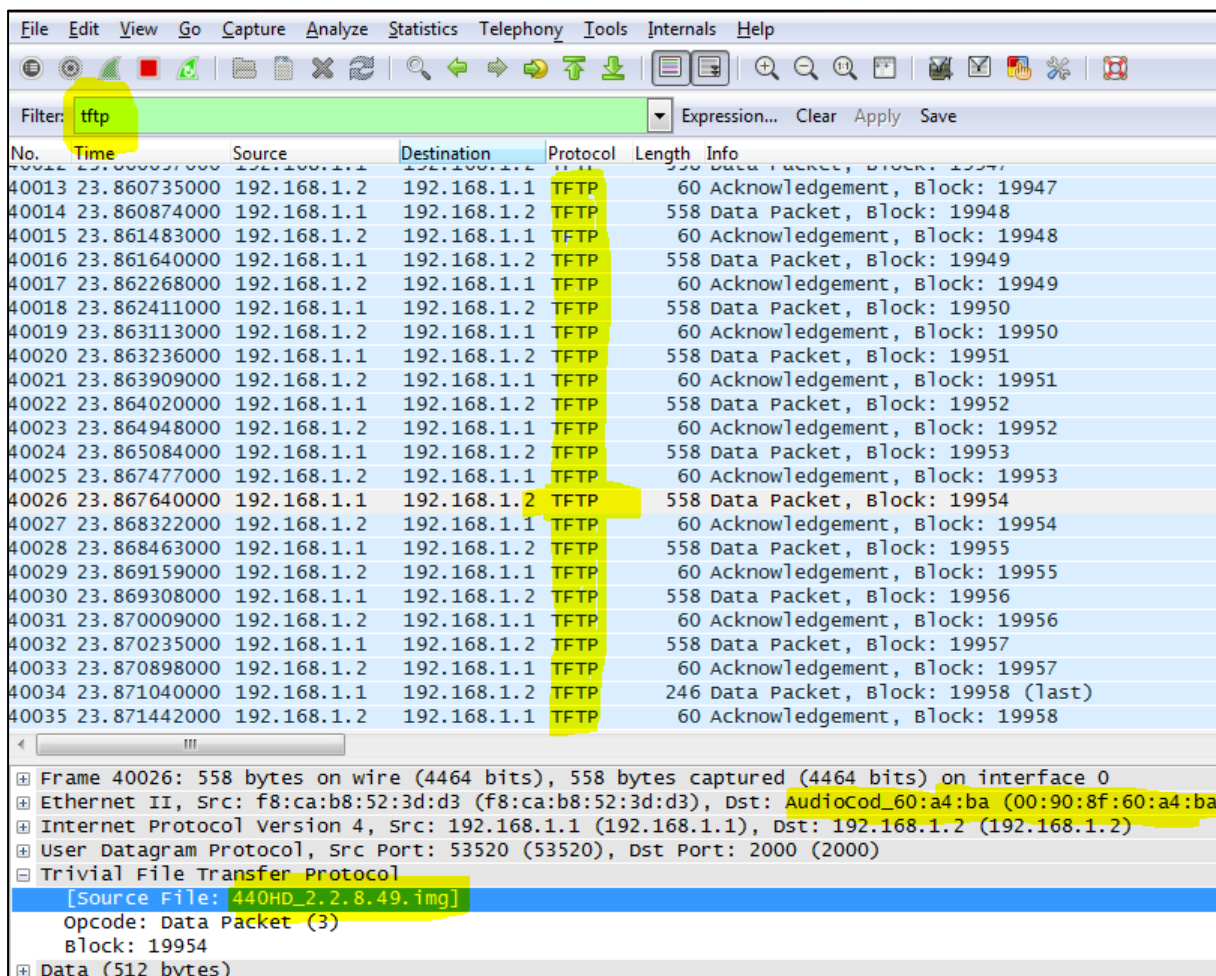 File Edit View Go Capture Analyze Statistics Telephony Tools Internals Help
Filter: tftp Expression... Clear Apply Save
No. Time Source Destination Protocol Length Info
40013 23.860735000 192.168.1.2 192.168.1.1 TFTP 60 Acknowledgement, Block: 19947
40014 23.860874000 192.168.1.1 192.168.1.2 TFTP 558 Data Packet, Block: 19948
40015 23.861483000 192.168.1.2 192.168.1.1 TFTP 60 Acknowledgement, Block: 19948
40016 23.861640000 192.168.1.1 192.168.1.2 TFTP 558 Data Packet, Block: 19949
40017 23.862268000 192.168.1.2 192.168.1.1 TFTP 60 Acknowledgement, Block: 19949
40018 23.862411000 192.168.1.1 192.168.1.2 TFTP 558 Data Packet, Block: 19950
40019 23.863113000 192.168.1.2 192.168.1.1 TFTP 60 Acknowledgement, Block: 19950
40020 23.863236000 192.168.1.1 192.168.1.2 TFTP 558 Data Packet, Block: 19951
40021 23.863909000 192.168.1.2 192.168.1.1 TFTP 60 Acknowledgement, Block: 19951
40022 23.864020000 192.168.1.1 192.168.1.2 TFTP 558 Data Packet, Block: 19952
40023 23.864948000 192.168.1.2 192.168.1.1 TFTP 60 Acknowledgement, Block: 19952
40024 23.865084000 192.168.1.1 192.168.1.2 TFTP 558 Data Packet, Block: 19953
40025 23.867477000 192.168.1.2 192.168.1.1 TFTP 60 Acknowledgement, Block: 19953
40026 23.867640000 192.168.1.1 192.168.1.2 TFTP 558 Data Packet, Block: 19954
40027 23.868322000 192.168.1.2 192.168.1.1 TFTP 60 Acknowledgement, Block: 19954
40028 23.868463000 192.168.1.1 192.168.1.2 TFTP 558 Data Packet, Block: 19955
40029 23.869159000 192.168.1.2 192.168.1.1 TFTP 60 Acknowledgement, Block: 19955
40030 23.869308000 192.168.1.1 192.168.1.2 TFTP 558 Data Packet, Block: 19956
40031 23.870009000 192.168.1.2 192.168.1.1 TFTP 60 Acknowledgement, Block: 19956
40032 23.870235000 192.168.1.1 192.168.1.2 TFTP 558 Data Packet, Block: 19957
40033 23.870898000 192.168.1.2 192.168.1.1 TFTP 60 Acknowledgement, Block: 19957
40034 23.871040000 192.168.1.1 192.168.1.2 TFTP 246 Data Packet, Block: 19958 (last)
40035 23.871442000 192.168.1.2 192.168.1.1 TFTP 60 Acknowledgement, Block: 19958
Frame 40026: 558 bytes on wire (4464 bits), 558 bytes captured (4464 bits) on interface 0
Ethernet II, Src: f8:ca:b8:52:3d:d3 (f8:ca:b8:52:3d:d3), Dst: AudioCod_60:a4:ba (00:90:8f:60:a4:ba
Internet Protocol Version 4, Src: 192.168.1.1 (192.168.1.1), Dst: 192.168.1.2 (192.168.1.2)
User Datagram Protocol, Src Port: 53520 (53520), Dst Port: 2000 (2000)
Trivial File Transfer Protocol
[Source File: 440HD_2.2.8.49.img]
Opcode: Data Packet (3)
Block: 19954
Data (512 bytes)